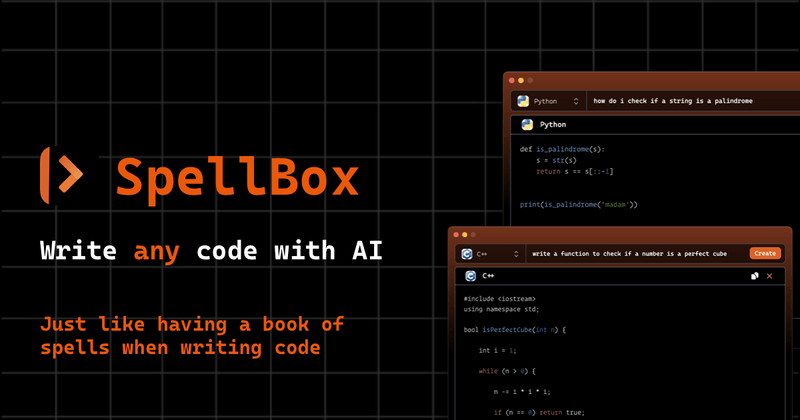 SpellBox
Write any code with AI
Just like having a book of
spells when writing code
Python
how do i check if a string is a palindrome
Python
def is_palindrome(s):
s = str(s)
return s == s[::-1]
print(is_palindrome('madam'))
C++
write a function to check if a number is a perfect cube
Create
C++
#include <iostream>
using namespace std;
bool isPerfectCube(int n) {
int i = 1;
while (n > 0) {
n -= i * i * i;
if (n == 0) return true;